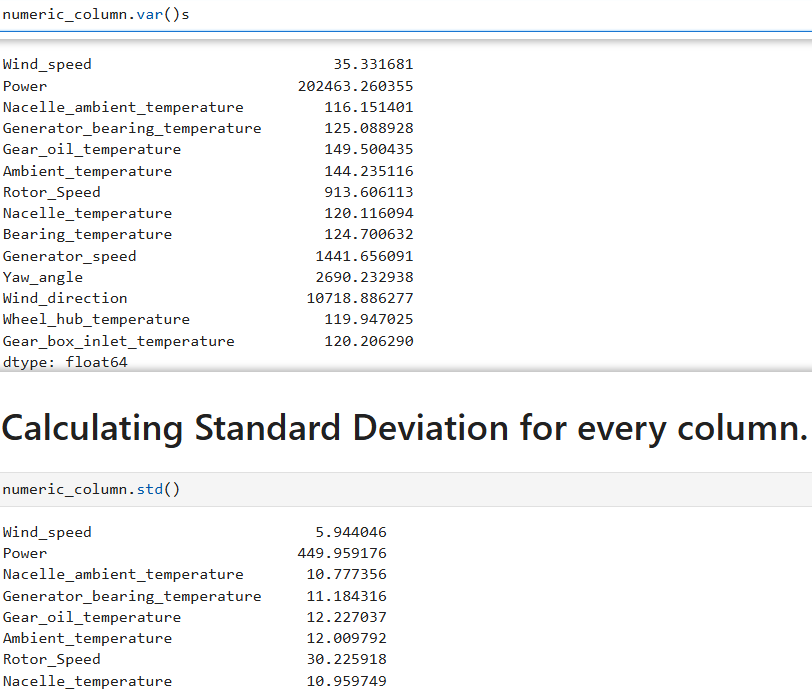 numeric_column.var()s
Wind_speed 35.331681
Power 202463.260355
Nacelle_ambient_temperature 116.151401
Generator_bearing_temperature 125.088928
Gear_oil_temperature 149.500435
Ambient_temperature 144.235116
Rotor_Speed 913.606113
Nacelle_temperature 120.116094
Bearing_temperature 124.700632
Generator_speed 1441.656091
Yaw_angle 2690.232938
Wind_direction 10718.886277
Wheel_hub_temperature 119.947025
Gear_box_inlet_temperature 120.206290
dtype: float64
Calculating Standard Deviation for every column.
numeric_column.std()
Wind_speed 5.944046
Power 449.959176
Nacelle_ambient_temperature 10.777356
Generator_bearing_temperature 11.184316
Gear_oil_temperature 12.227037
Ambient_temperature 12.009792
Rotor_Speed 30.225918
Nacelle_temperature 10.959749